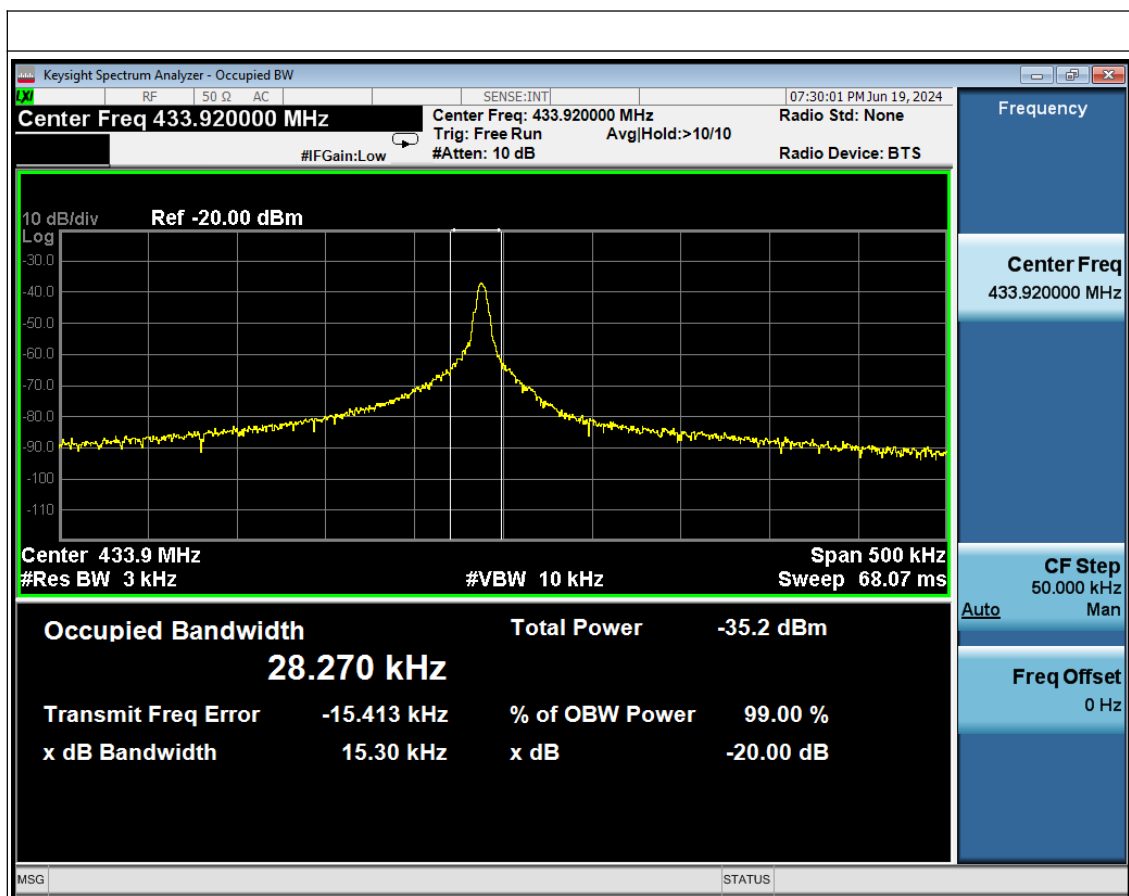 Keysight Spectrum Analyzer - Occupied BW
LXI RF 50 Ω AC SENSE:INT 07:30:01 PM Jun 19, 2024
Center Freq 433.920000 MHz
Center Freq: 433.920000 MHz Radio Std: None
Trig: Free Run Avg|Hold:>10/10
#IFGain:Low #Atten: 10 dB Radio Device: BTS
10 dB/div Ref -20.00 dBm
Log
-30.0
-40.0
-50.0
-60.0
-70.0
-80.0
-90.0
-100
-110
Center 433.9 MHz Span 500 kHz
#Res BW 3 kHz #VBW 10 kHz Sweep 68.07 ms
Occupied Bandwidth Total Power -35.2 dBm
28.270 kHz
Transmit Freq Error -15.413 kHz % of OBW Power 99.00 %
x dB Bandwidth 15.30 kHz x dB -20.00 dB
Frequency
Center Freq
433.920000 MHz
CF Step
50.000 kHz
Auto Man
Freq Offset
0 Hz
MSG STATUS